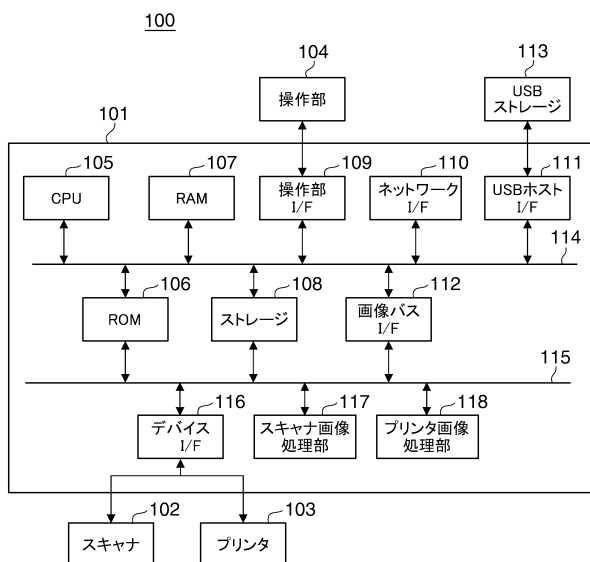 100
104
操作部
113
USB
ストレージ
101
105
CPU
107
RAM
109
操作部
I/F
110
ネットワーク
I/F
111
USBホスト
I/F
114
106
ROM
108
ストレージ
112
画像バス
I/F
115
116
デバイス
I/F
117
スキャナ画像
処理部
118
プリンタ画像
処理部
102
スキャナ
103
プリンタ